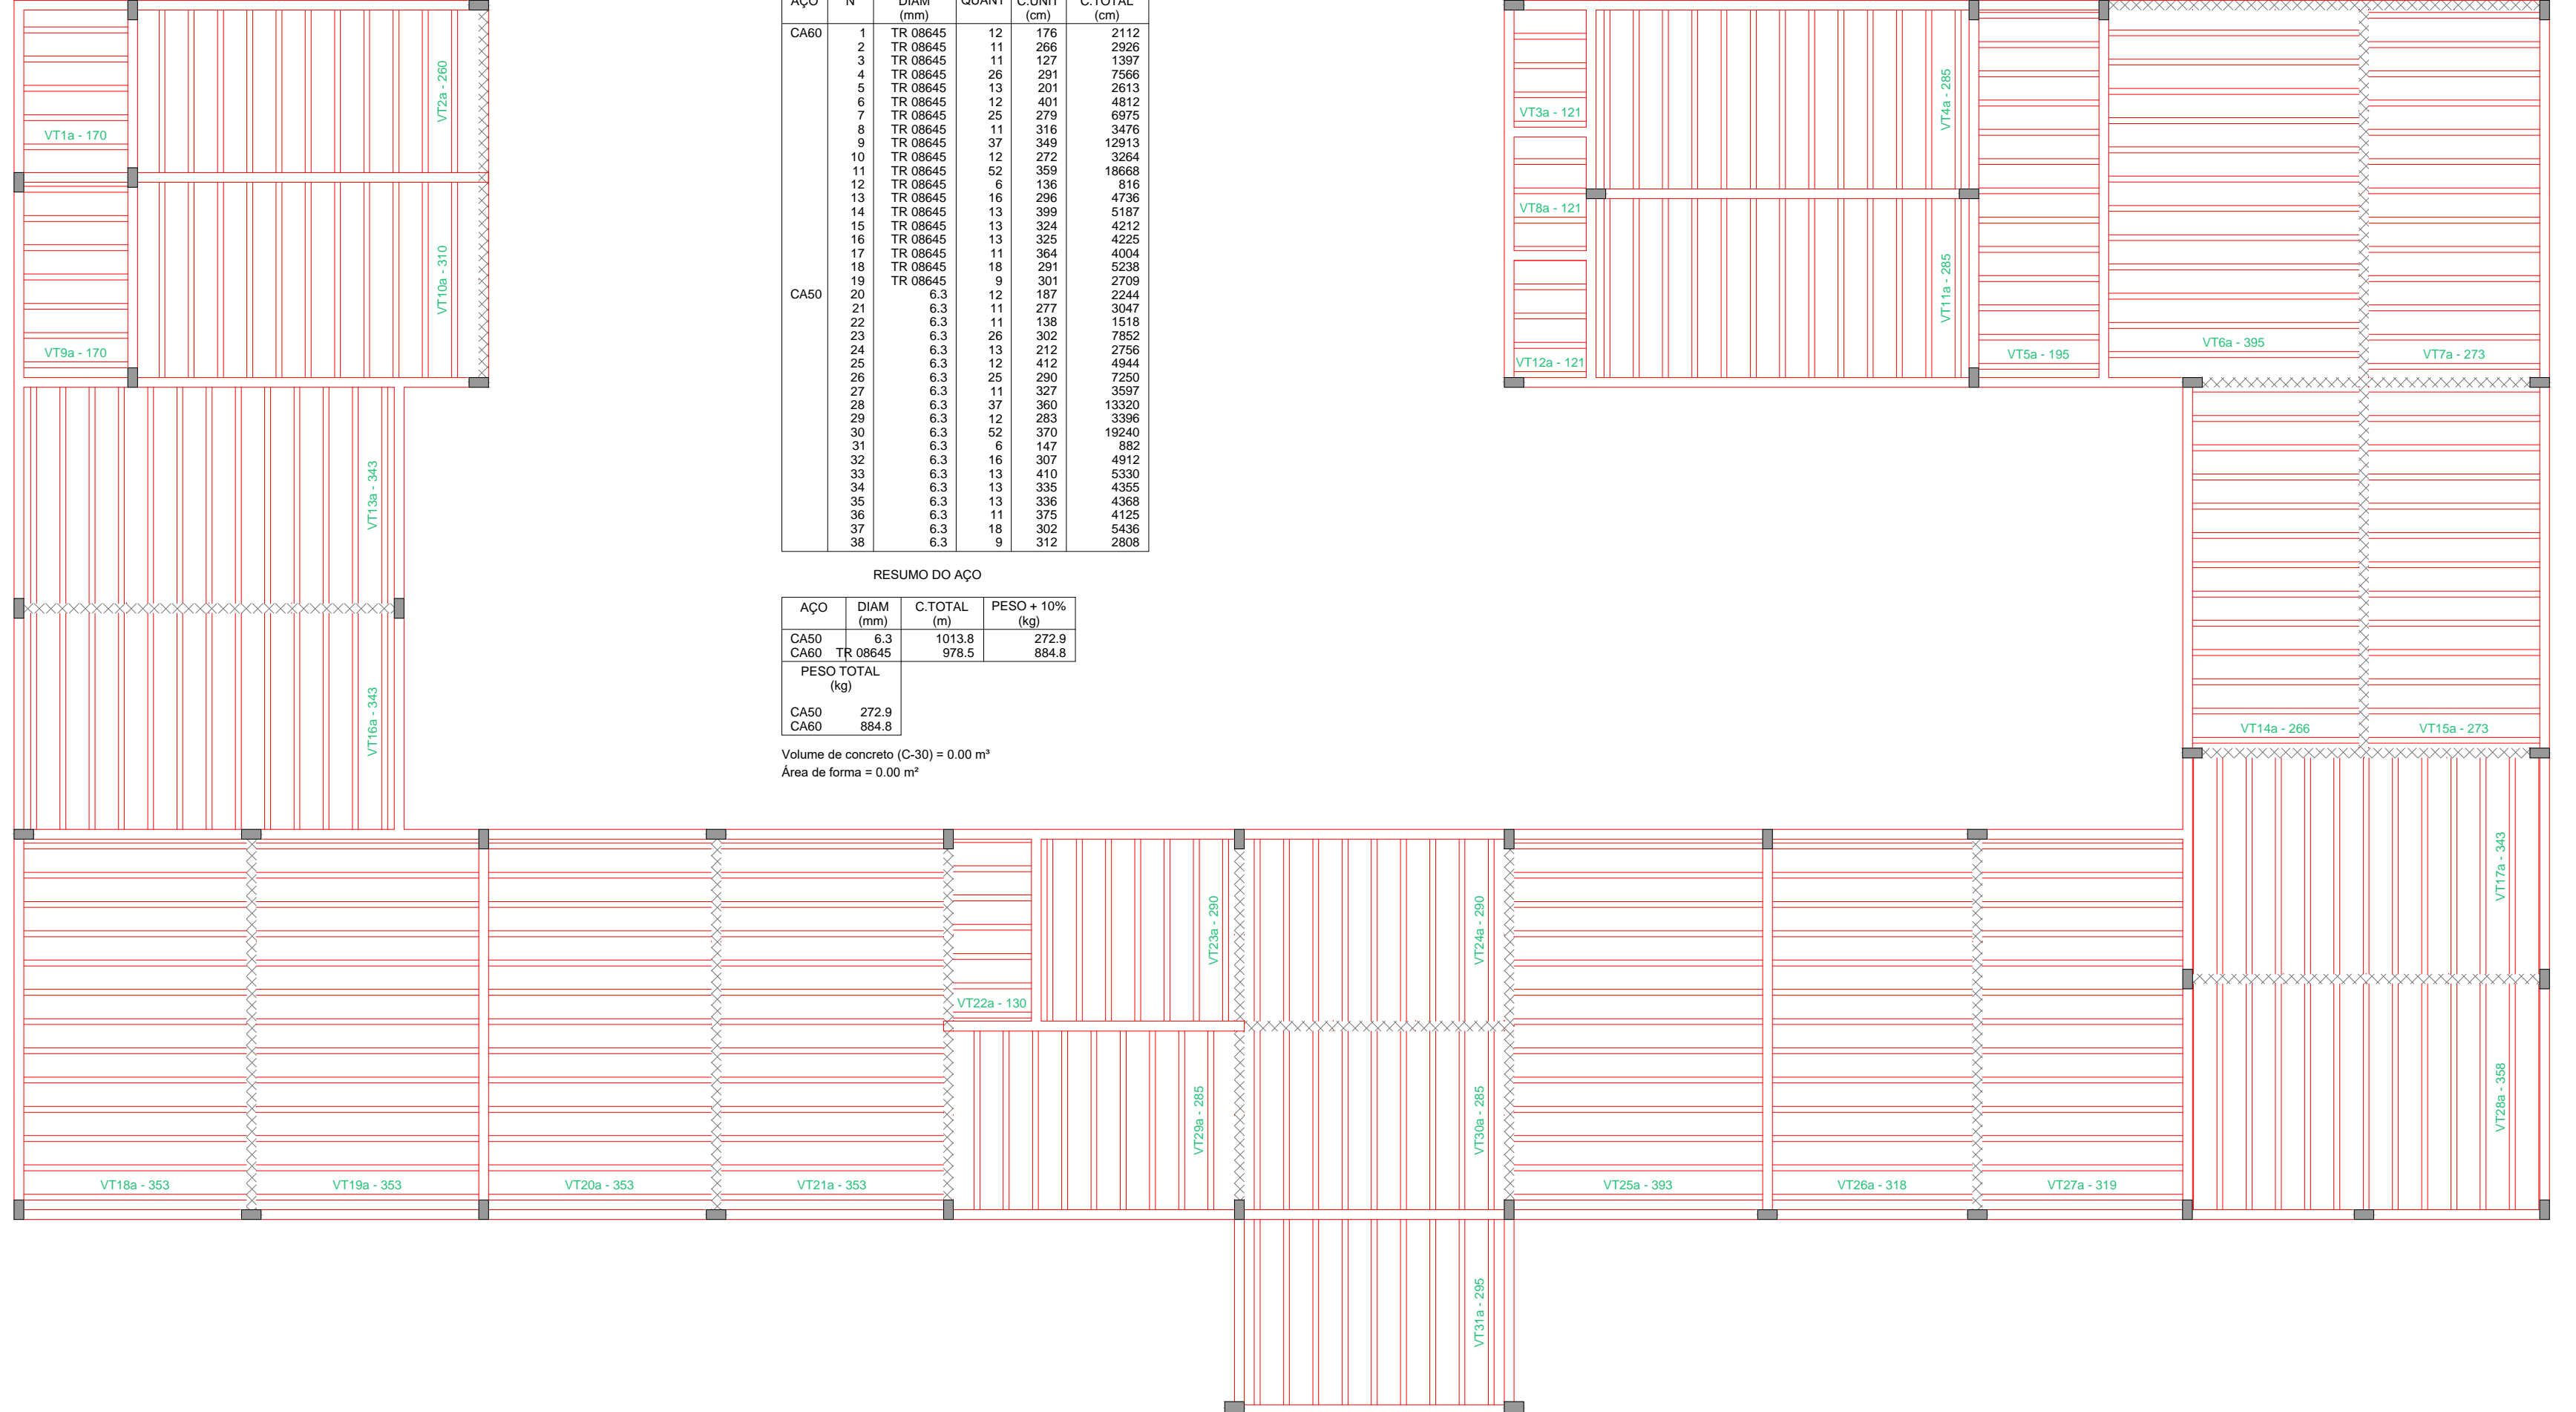 AÇO N DIAM QUANT C.UNIT C.TOTAL
(mm) (cm) (cm)
CA60 1 TR 08645 12 176 2112
2 TR 08645 11 266 2926
3 TR 08645 11 127 1397
4 TR 08645 26 291 7566
5 TR 08645 13 201 2613
6 TR 08645 12 401 4812
7 TR 08645 25 279 6975
8 TR 08645 11 316 3476
9 TR 08645 37 349 12913
10 TR 08645 12 272 3264
11 TR 08645 52 359 18668
12 TR 08645 6 136 816
13 TR 08645 16 296 4736
14 TR 08645 13 399 5187
15 TR 08645 13 324 4212
16 TR 08645 13 325 4225
17 TR 08645 11 364 4004
18 TR 08645 18 291 5238
19 TR 08645 9 301 2709
CA50 20 6.3 12 187 2244
21 6.3 11 277 3047
22 6.3 11 138 1518
23 6.3 26 302 7852
24 6.3 13 212 2756
25 6.3 12 412 4944
26 6.3 25 290 7250
27 6.3 11 327 3597
28 6.3 37 360 13320
29 6.3 12 283 3396
30 6.3 52 370 19240
31 6.3 6 147 882
32 6.3 16 307 4912
33 6.3 13 410 5330
34 6.3 13 335 4355
35 6.3 13 336 4368
36 6.3 11 375 4125
37 6.3 18 302 5436
38 6.3 9 312 2808
RESUMO DO AÇO
AÇO DIAM C.TOTAL PESO + 10%
(mm) (m) (kg)
CA50 6.3 1013.8 272.9
CA60 TR 08645 978.5 884.8
PESO TOTAL
(kg)
CA50 272.9
CA60 884.8
Volume de concreto (C-30) = 0.00 m³
Área de forma = 0.00 m²
VT1a - 170
VT2a - 260
VT3a - 121
VT4a - 285
VT5a - 195
VT6a - 395
VT7a - 273
VT8a - 121
VT9a - 170
VT10a - 310
VT11a - 285
VT12a - 121
VT13a - 343
VT14a - 266
VT15a - 273
VT16a - 343
VT17a - 343
VT18a - 353
VT19a - 353
VT20a - 353
VT21a - 353
VT22a - 130
VT23a - 290
VT24a - 290
VT25a - 393
VT26a - 318
VT27a - 319
VT28a - 358
VT29a - 285
VT30a - 285
VT31a - 295